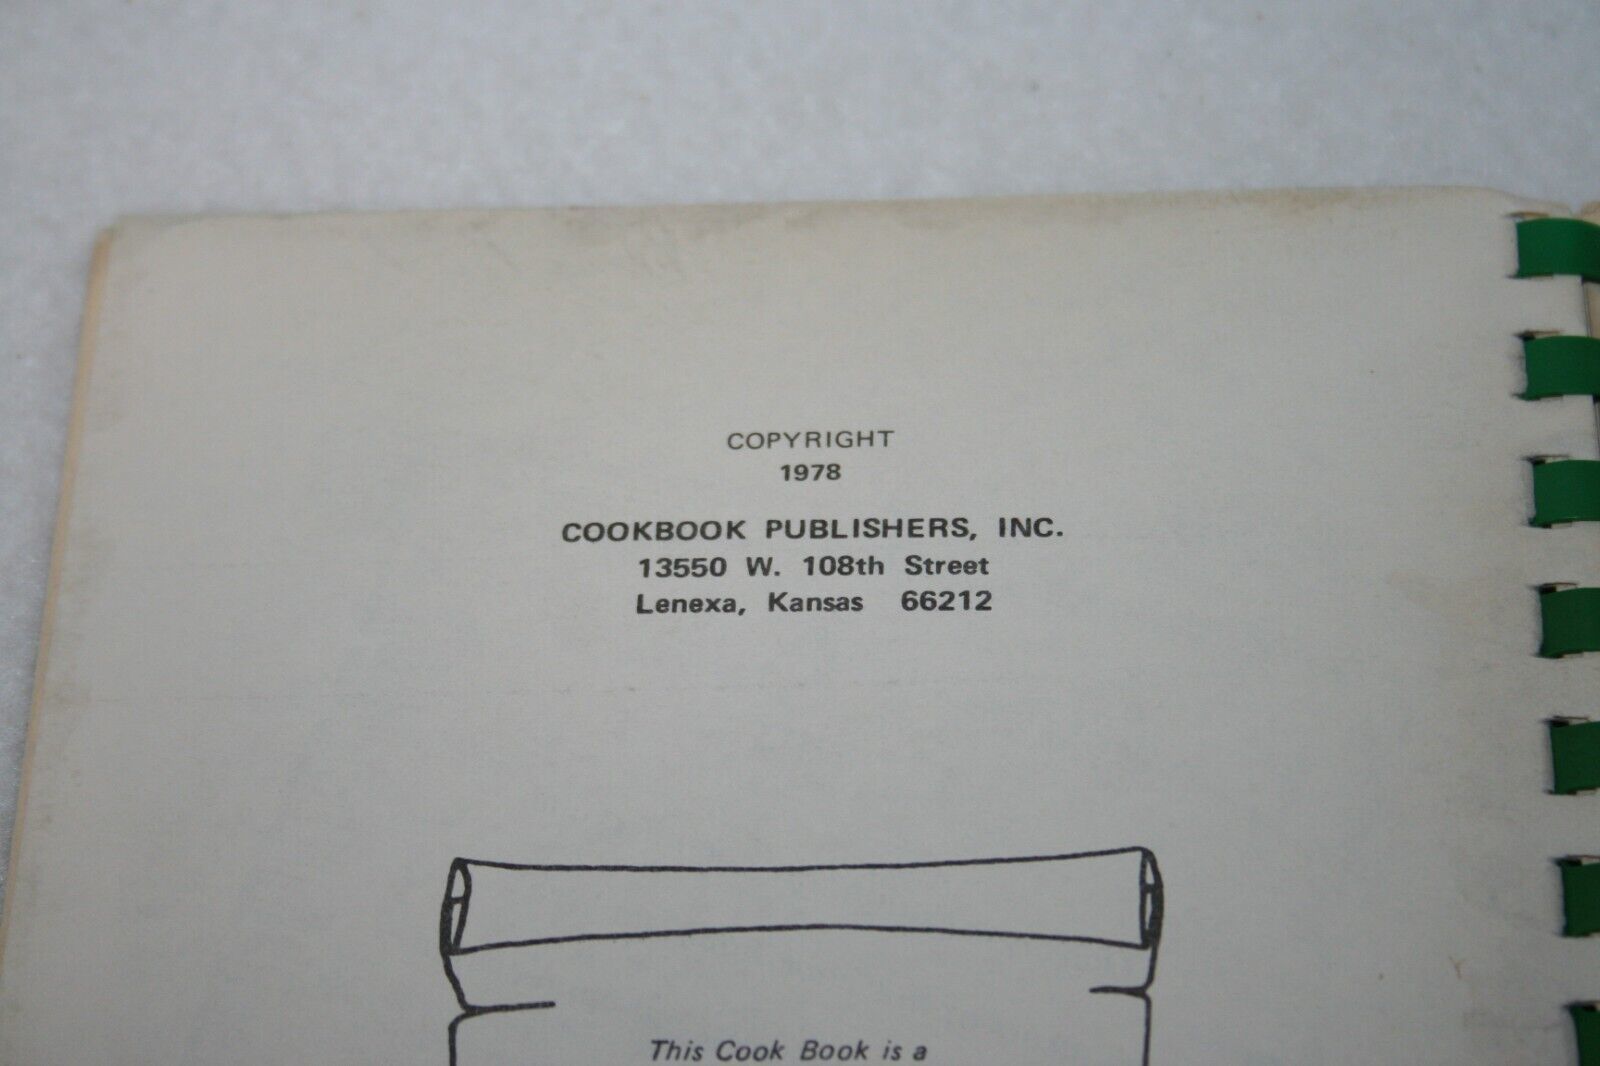 COPYRIGHT
1978
COOKBOOK PUBLISHERS, INC.
13550 W. 108th Street
Lenexa, Kansas 66212
This Cook Book is a